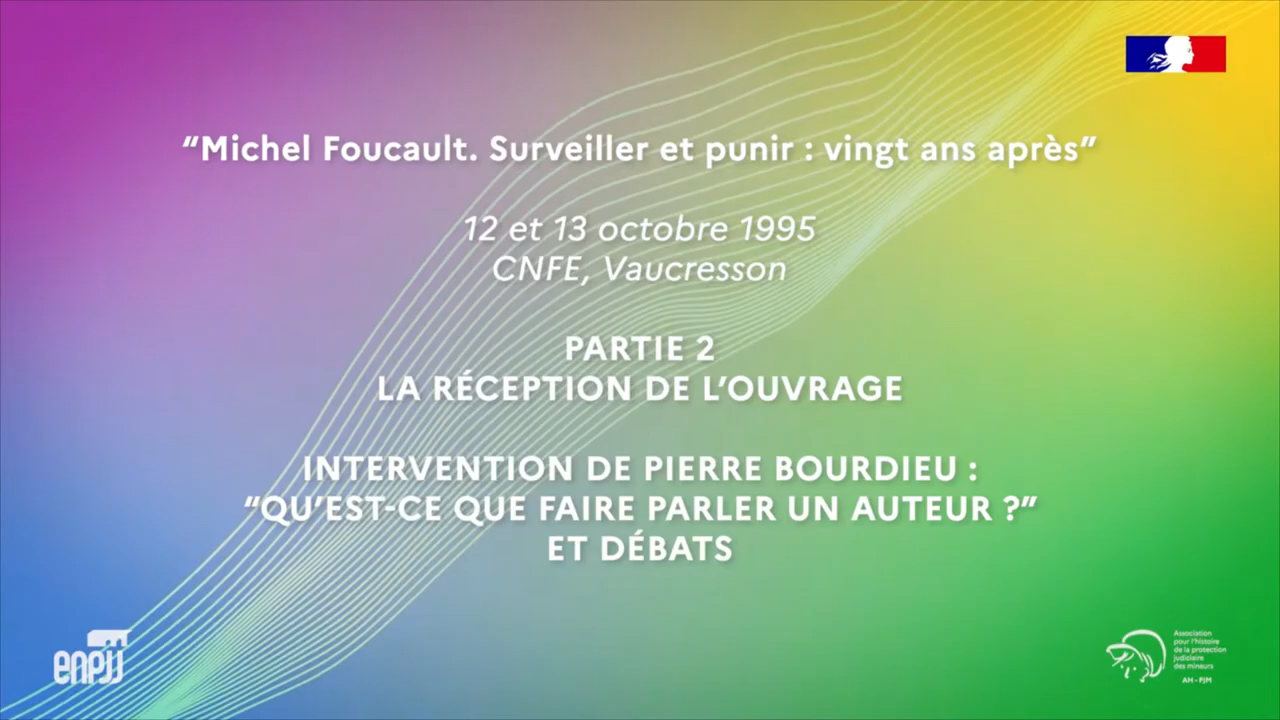 “Michel Foucault. Surveiller et punir : vingt ans après”
12 et 13 octobre 1995
CNFE, Vaucresson
PARTIE 2
LA RÉCEPTION DE L’OUVRAGE
INTERVENTION DE PIERRE BOURDIEU :
“QU’EST-CE QUE FAIRE PARLER UN AUTEUR ?”
ET DÉBATS
enpjj
Association
pour l’histoire
de la protection
judiciaire
des mineurs
AH - PJM